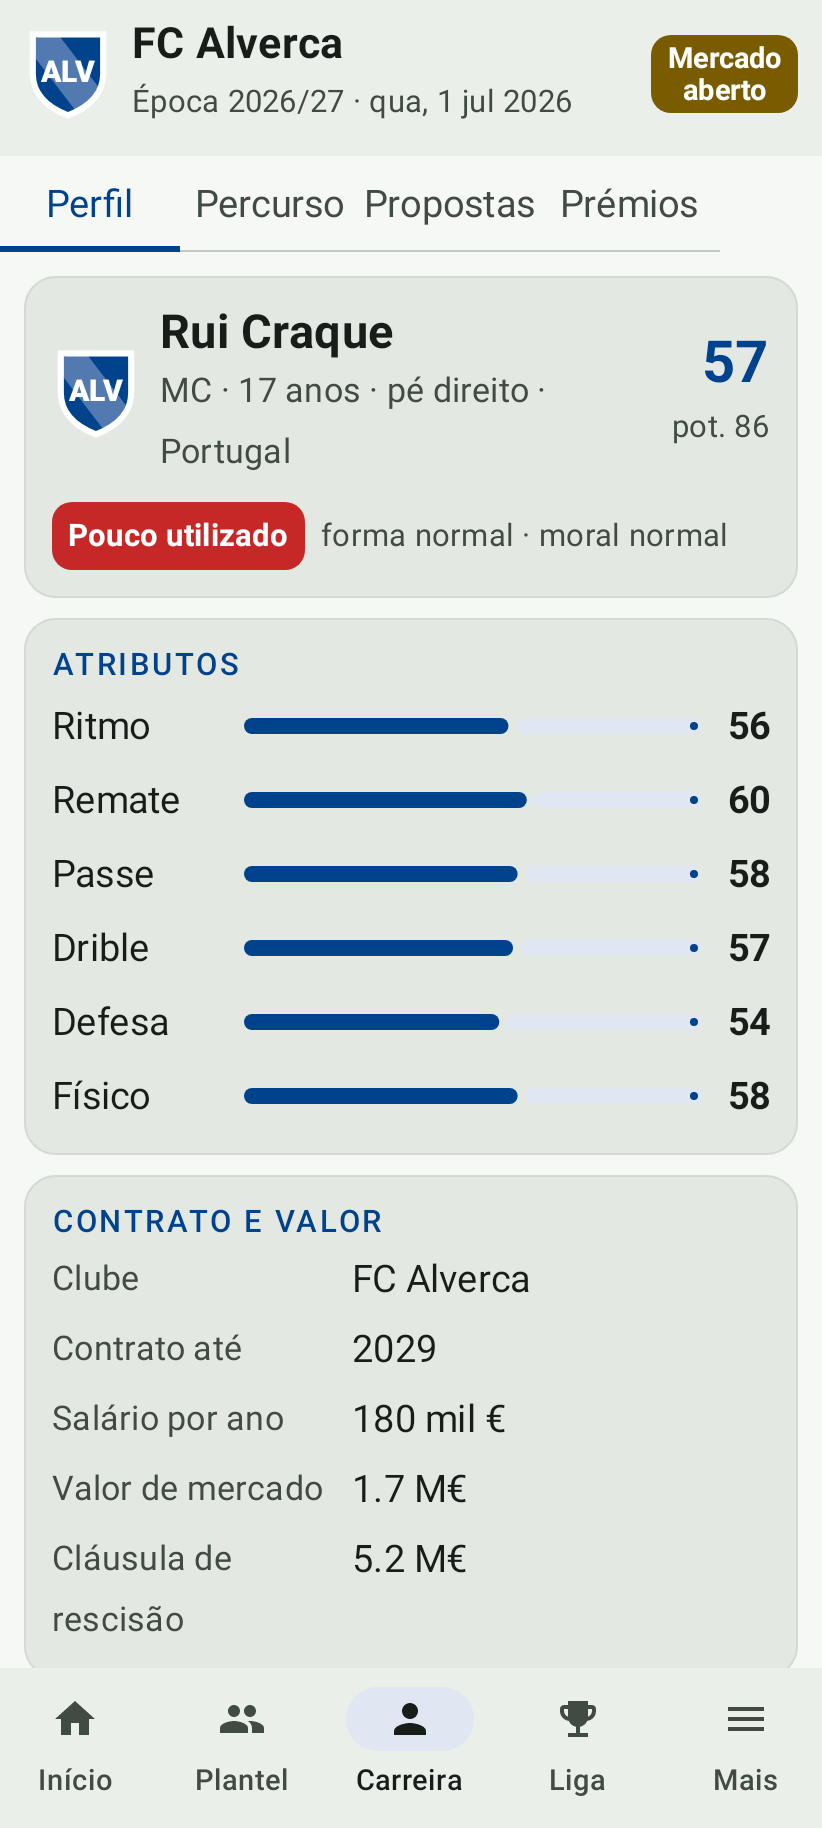 ALV
FC Alverca
Época 2026/27 · qua, 1 jul 2026
Mercado
aberto
Perfil
Percurso
Propostas
Prémios
ALV
Rui Craque
MC · 17 anos · pé direito ·
Portugal
57
pot. 86
Pouco utilizado
forma normal · moral normal
ATRIBUTOS
Ritmo 56
Remate 60
Passe 58
Drible 57
Defesa 54
Físico 58
CONTRATO E VALOR
Clube FC Alverca
Contrato até 2029
Salário por ano 180 mil €
Valor de mercado 1.7 M€
Cláusula de 5.2 M€
rescisão
Início
Plantel
Carreira
Liga
Mais